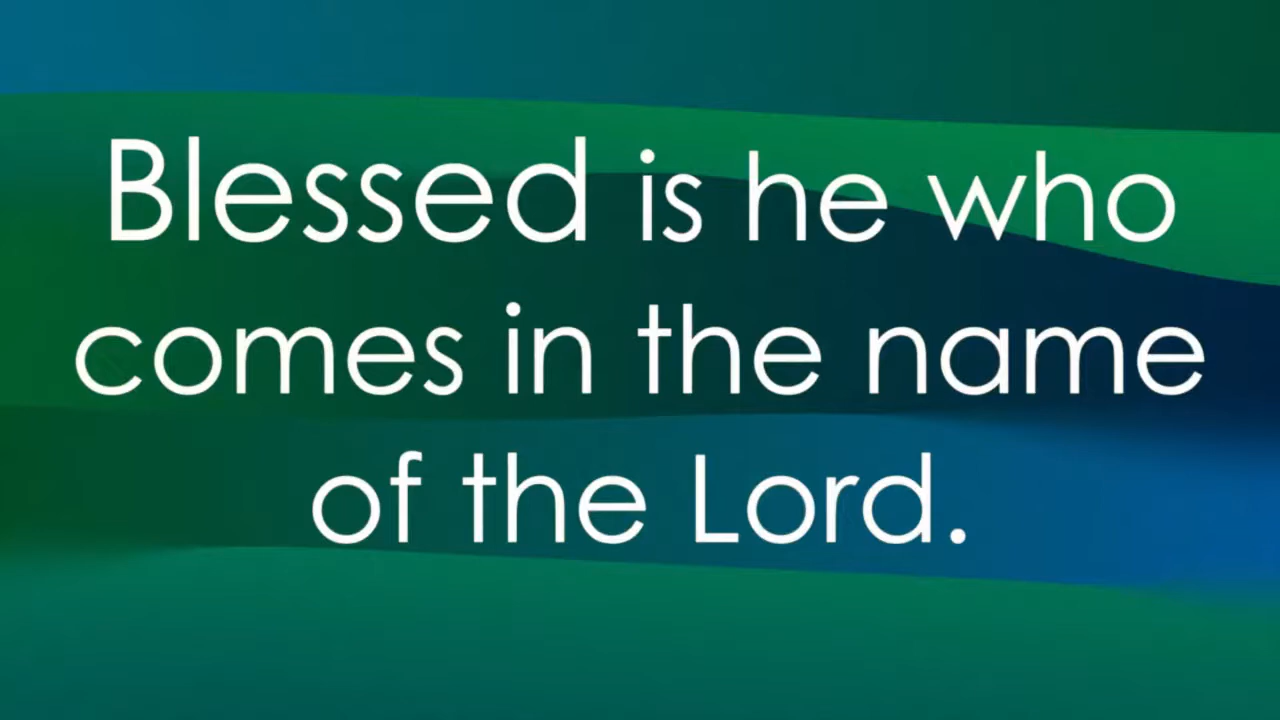 Blessed is he who
comes in the name
of the Lord.